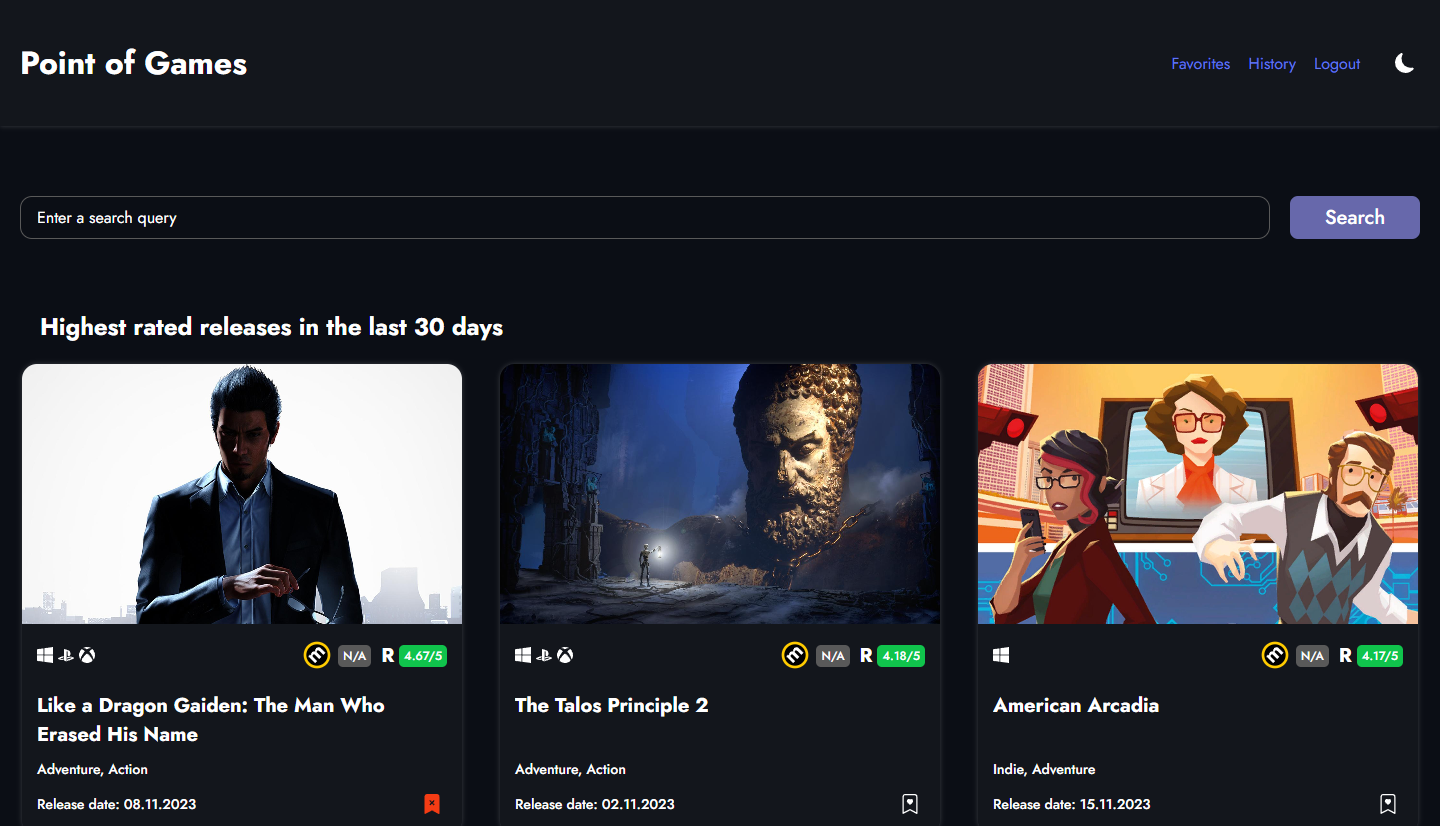 Point of Games
Favorites History Logout
Enter a search query
Search
Highest rated releases in the last 30 days
N/A R 4.67/5
Like a Dragon Gaiden: The Man Who
Erased His Name
Adventure, Action
Release date: 08.11.2023
N/A R 4.18/5
The Talos Principle 2
Adventure, Action
Release date: 02.11.2023
N/A R 4.17/5
American Arcadia
Indie, Adventure
Release date: 15.11.2023